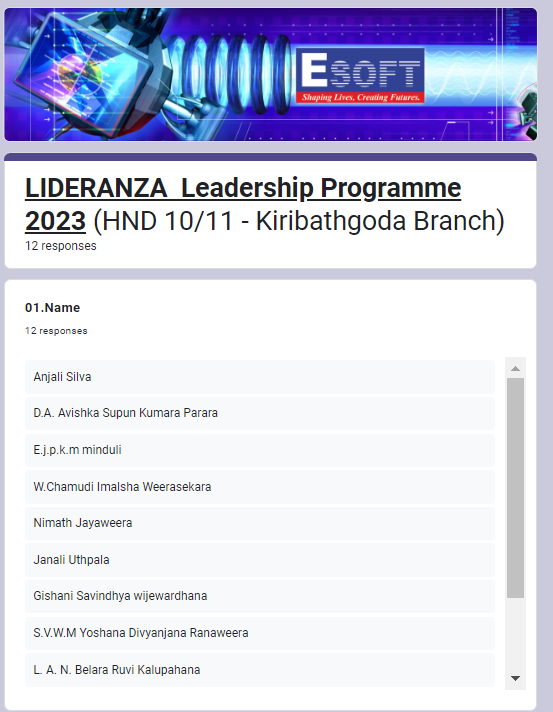 ESOFT
Shaping Lives, Creating Futures.
LIDERANZA Leadership Programme
2023 (HND 10/11 - Kiribathgoda Branch)
12 responses
01.Name
12 responses
Anjali Silva
D.A. Avishka Supun Kumara Parara
E.j.p.k.m minduli
W.Chamudi Imalsha Weerasekara
Nimath Jayaweera
Janali Uthpala
Gishani Savindhya wijewardhana
S.V.W.M Yoshana Divyanjana Ranaweera
L. A. N. Belara Ruvi Kalupahana